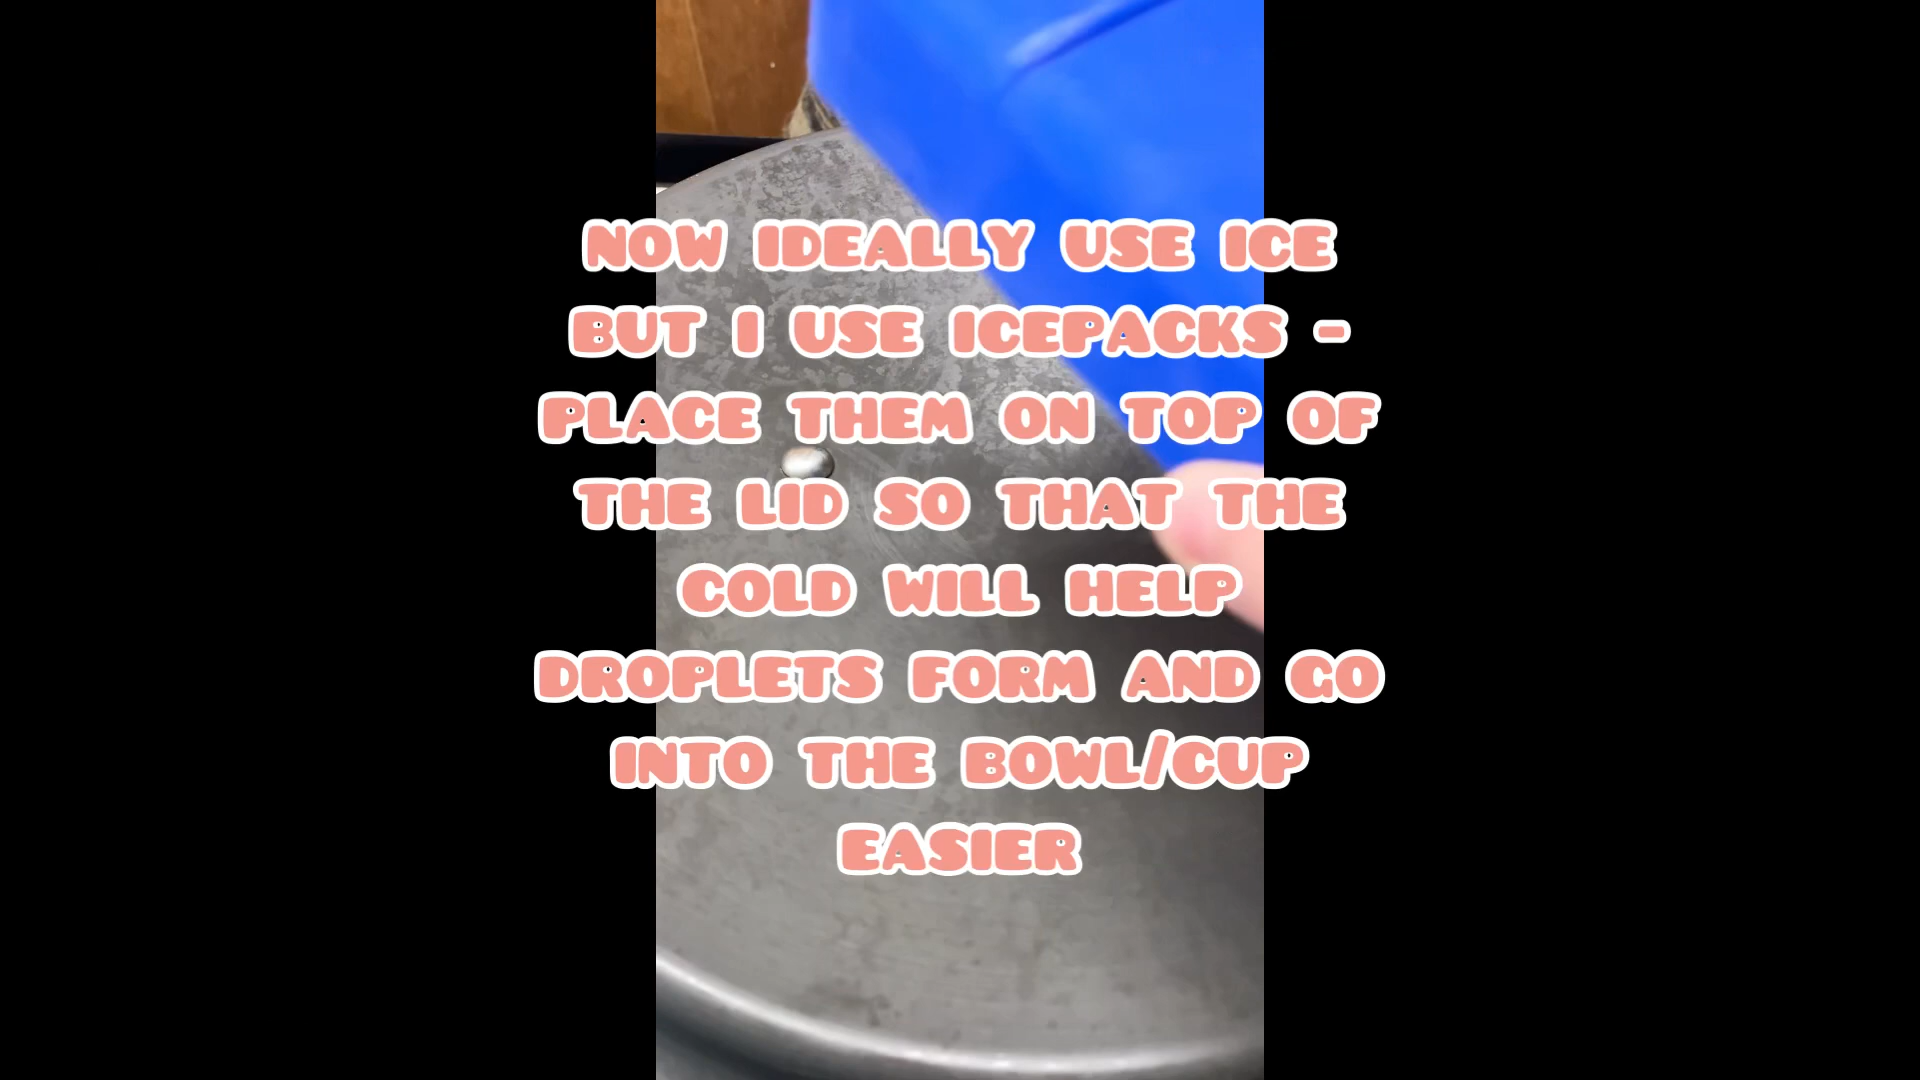 NOW IDEALLY USE ICE
BUT I USE ICEPACKS -
PLACE THEM ON TOP OF
THE LID SO THAT THE
COLD WILL HELP
DROPLETS FORM AND GO
INTO THE BOWL/CUP
EASIER